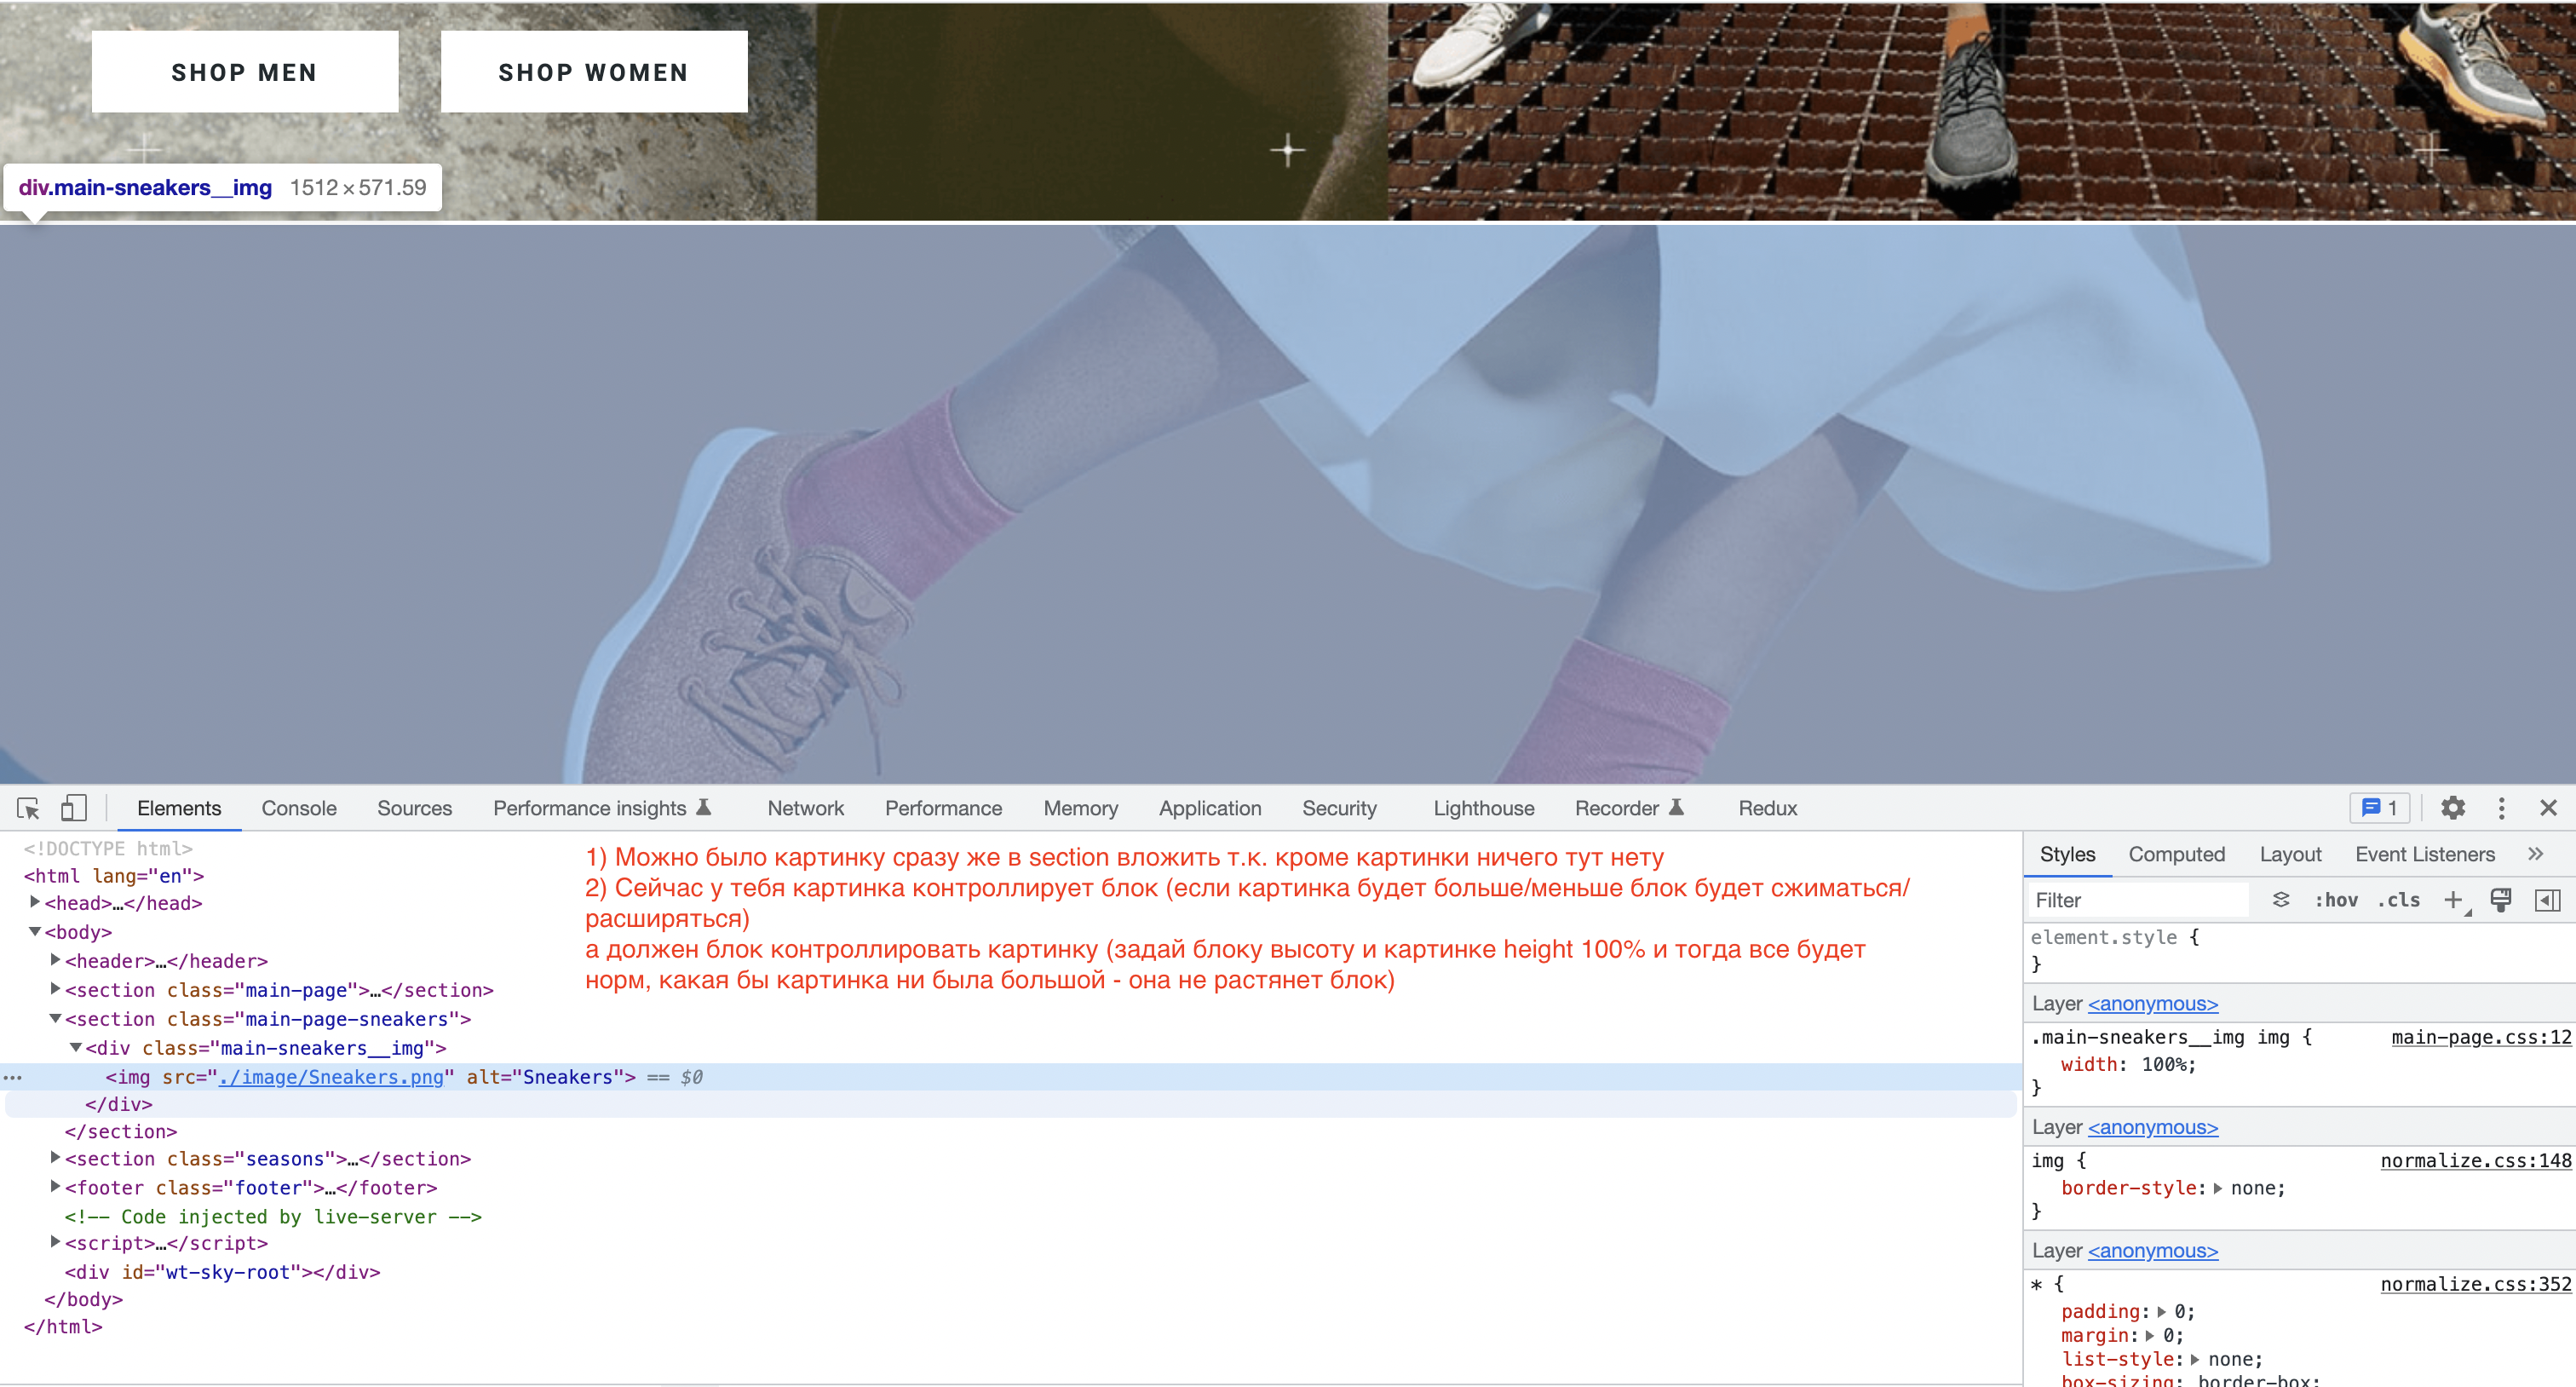 SHOP MEN
SHOP WOMEN
div.main-sneakers__img 1512×571.59
Elements Console Sources Performance insights Network Performance Memory Application Security Lighthouse Recorder Redux 1
<!DOCTYPE html>
<html lang="en">
<head>…</head>
<body>
<header>…</header>
<section class="main-page">…</section>
<section class="main-page-sneakers">
<div class="main-sneakers__img">
<img src="./image/Sneakers.png" alt="Sneakers"> == $0
</div>
</section>
<section class="seasons">…</section>
<footer class="footer">…</footer>
<!-- Code injected by live-server -->
<script>…</script>
<div id="wt-sky-root"></div>
</body>
</html>
1) Можно было картинку сразу же в section вложить т.к. кроме картинки ничего тут нету
2) Сейчас у тебя картинка контроллирует блок (если картинка будет больше/меньше блок будет сжиматься/
расширяться)
а должен блок контроллировать картинку (задай блоку высоту и картинке height 100% и тогда все будет
норм, какая бы картинка ни была большой - она не растянет блок)
Styles Computed Layout Event Listeners »
Filter :hov .cls +
element.style {
}
Layer <anonymous>
.main-sneakers__img img { main-page.css:12
width: 100%;
}
Layer <anonymous>
img { normalize.css:148
border-style: none;
}
Layer <anonymous>
* { normalize.css:352
padding: 0;
margin: 0;
list-style: none;
box-sizing: border-box;